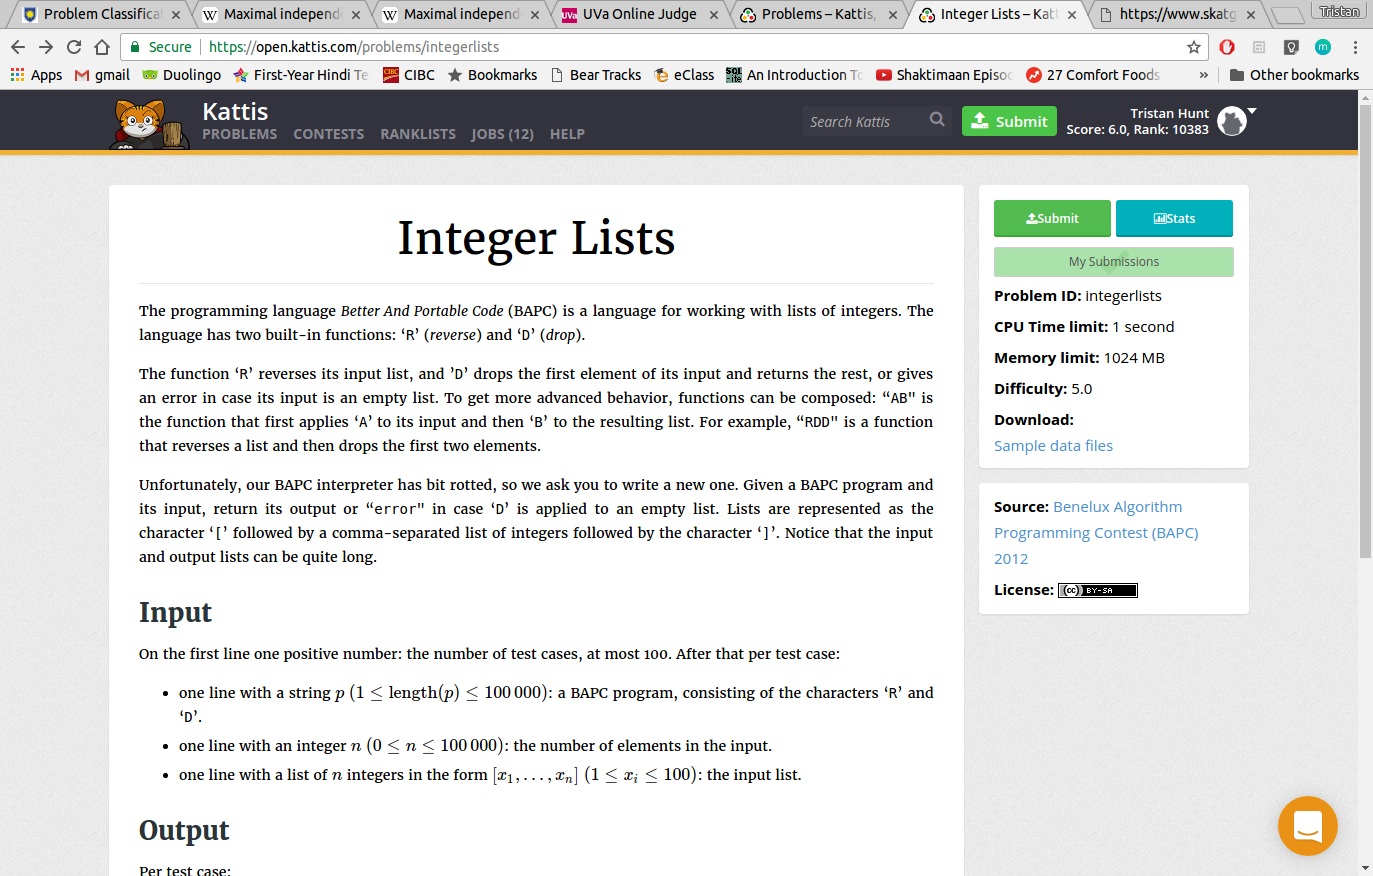 Problem Classifica
Maximal independ
Maximal independ
UVa Online Judge
Problems – Kattis,
Integer Lists – Katt
https://www.skatg
Tristan
Secure
https://open.kattis.com/problems/integerlists
Apps
gmail
Duolingo
First-Year Hindi Te
CIBC
Bookmarks
Bear Tracks
eClass
An Introduction To
Shaktimaan Episod
27 Comfort Foods
»
Other bookmarks
Kattis
PROBLEMS CONTESTS RANKLISTS JOBS (12) HELP
Search Kattis
Submit
Tristan Hunt
Score: 6.0, Rank: 10383
Integer Lists
The programming language Better And Portable Code (BAPC) is a language for working with lists of integers. The
language has two built-in functions: ‘R’ (reverse) and ‘D’ (drop).
The function ‘R’ reverses its input list, and ’D’ drops the first element of its input and returns the rest, or gives
an error in case its input is an empty list. To get more advanced behavior, functions can be composed: “AB" is
the function that first applies ‘A’ to its input and then ‘B’ to the resulting list. For example, “RDD" is a function
that reverses a list and then drops the first two elements.
Unfortunately, our BAPC interpreter has bit rotted, so we ask you to write a new one. Given a BAPC program and
its input, return its output or “error" in case ‘D’ is applied to an empty list. Lists are represented as the
character ‘[’ followed by a comma-separated list of integers followed by the character ‘]’. Notice that the input
and output lists can be quite long.
Input
On the first line one positive number: the number of test cases, at most 100. After that per test case:
• one line with a string p (1 ≤ length(p) ≤ 100 000): a BAPC program, consisting of the characters ‘R’ and
‘D’.
• one line with an integer n (0 ≤ n ≤ 100 000): the number of elements in the input.
• one line with a list of n integers in the form [x₁, . . . , xₙ] (1 ≤ xᵢ ≤ 100): the input list.
Output
Per test case:
Submit
Stats
My Submissions
Problem ID: integerlists
CPU Time limit: 1 second
Memory limit: 1024 MB
Difficulty: 5.0
Download:
Sample data files
Source: Benelux Algorithm
Programming Contest (BAPC)
2012
License: (cc) BY-SA